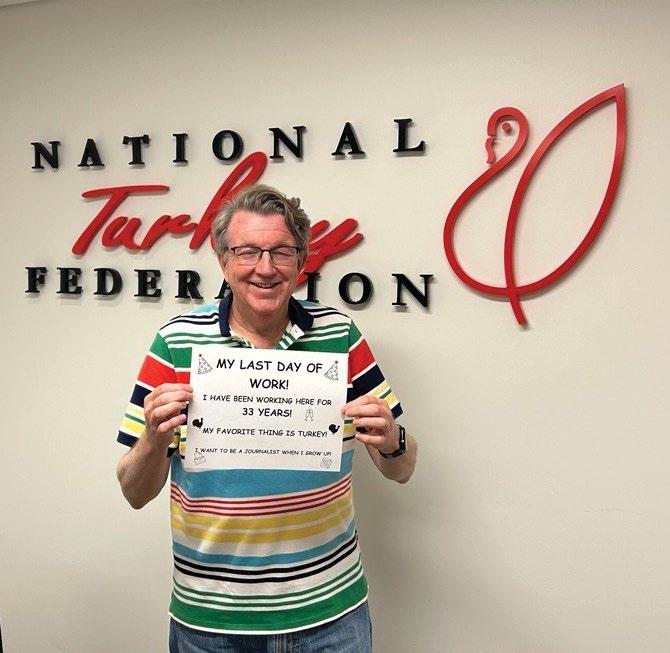 NATIONAL
Turkey
FEDERATION
MY LAST DAY OF
WORK!
I HAVE BEEN WORKING HERE FOR
33 YEARS!
MY FAVORITE THING IS TURKEY!
I WANT TO BE A JOURNALIST WHEN I GROW UP!